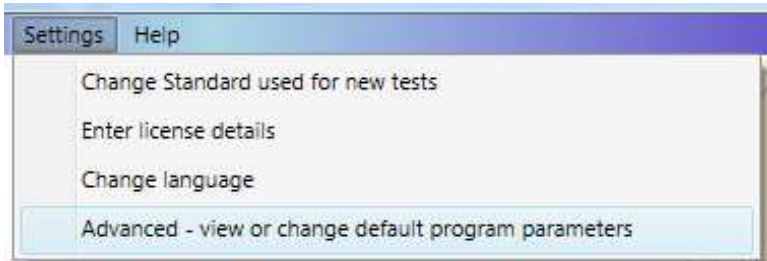 Settings Help
Change Standard used for new tests
Enter license details
Change language
Advanced - view or change default program parameters